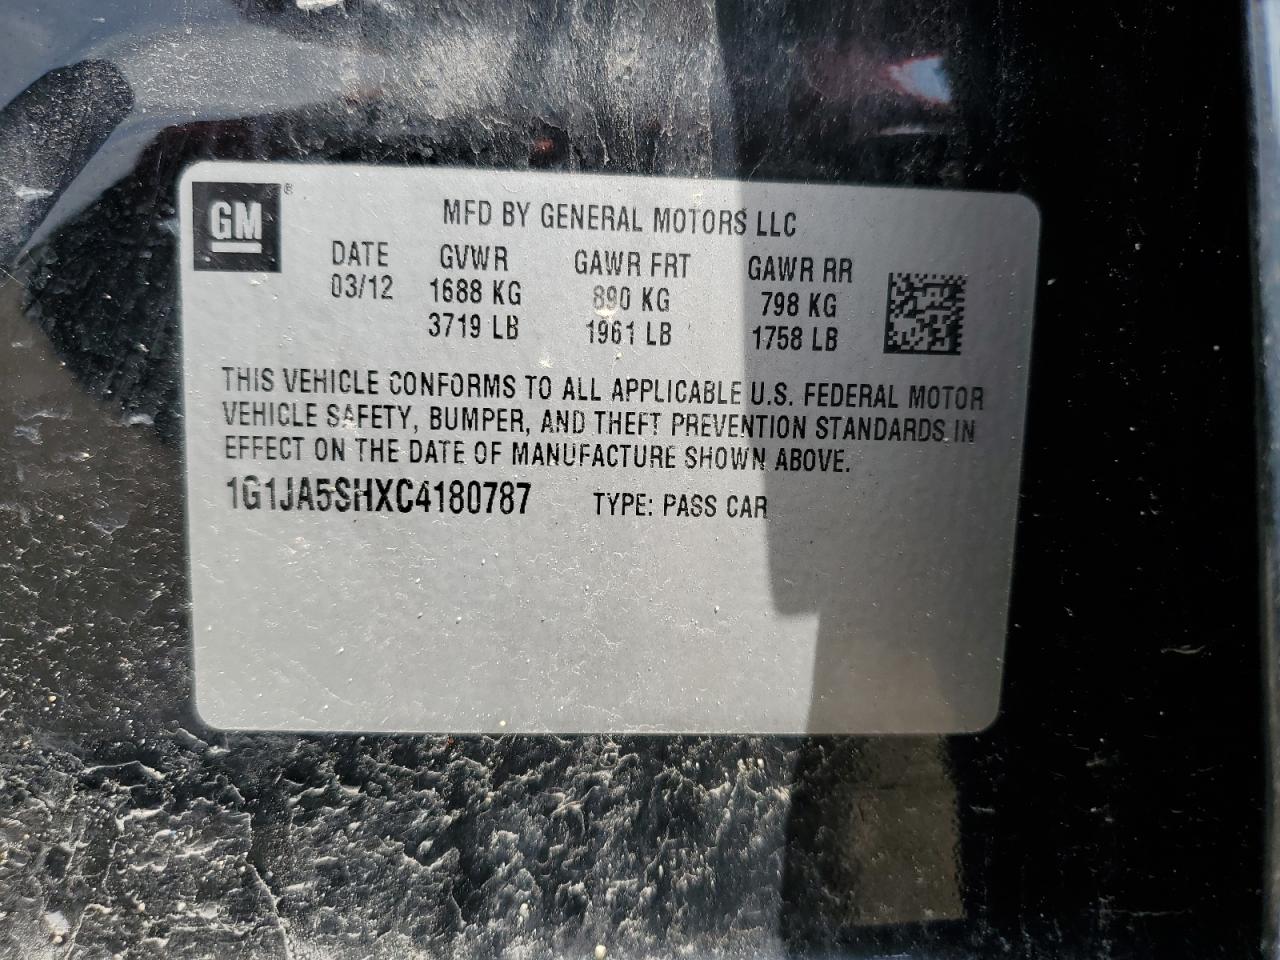 GM ®
MFD BY GENERAL MOTORS LLC
DATE GVWR GAWR FRT GAWR RR
03/12 1688 KG 890 KG 798 KG
3719 LB 1961 LB 1758 LB
THIS VEHICLE CONFORMS TO ALL APPLICABLE U.S. FEDERAL MOTOR
VEHICLE SAFETY, BUMPER, AND THEFT PREVENTION STANDARDS IN
EFFECT ON THE DATE OF MANUFACTURE SHOWN ABOVE.
1G1JA5SHXC4180787 TYPE: PASS CAR